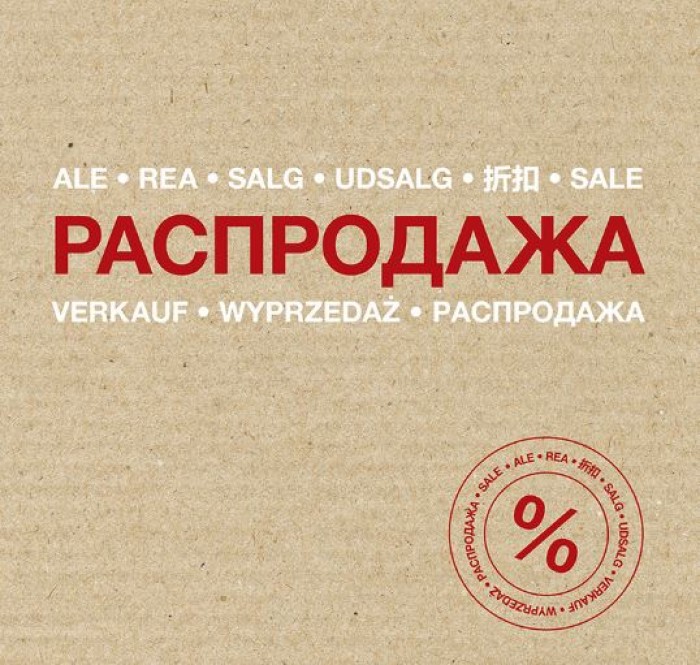 ALE • REA • SALG • UDSALG • 折扣 • SALE
РАСПРОДАЖА
VERKAUF • WYPRZEDAŻ • РАСПРОДАЖА
• SALE • ALE • REA • 折扣 • SALG • UDSALG • VERKAUF • WYPRZEDAŻ • РАСПРОДАЖА
%